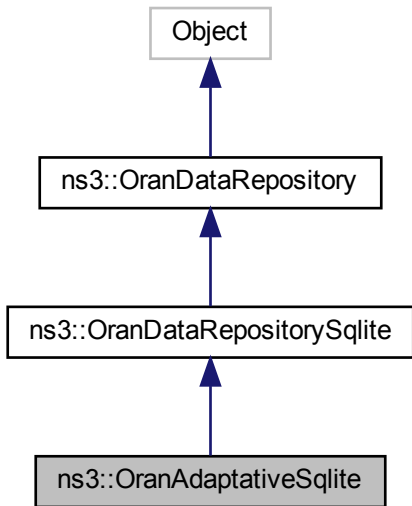 Object
ns3::OranDataRepository
ns3::OranDataRepositorySqlite
ns3::OranAdaptativeSqlite